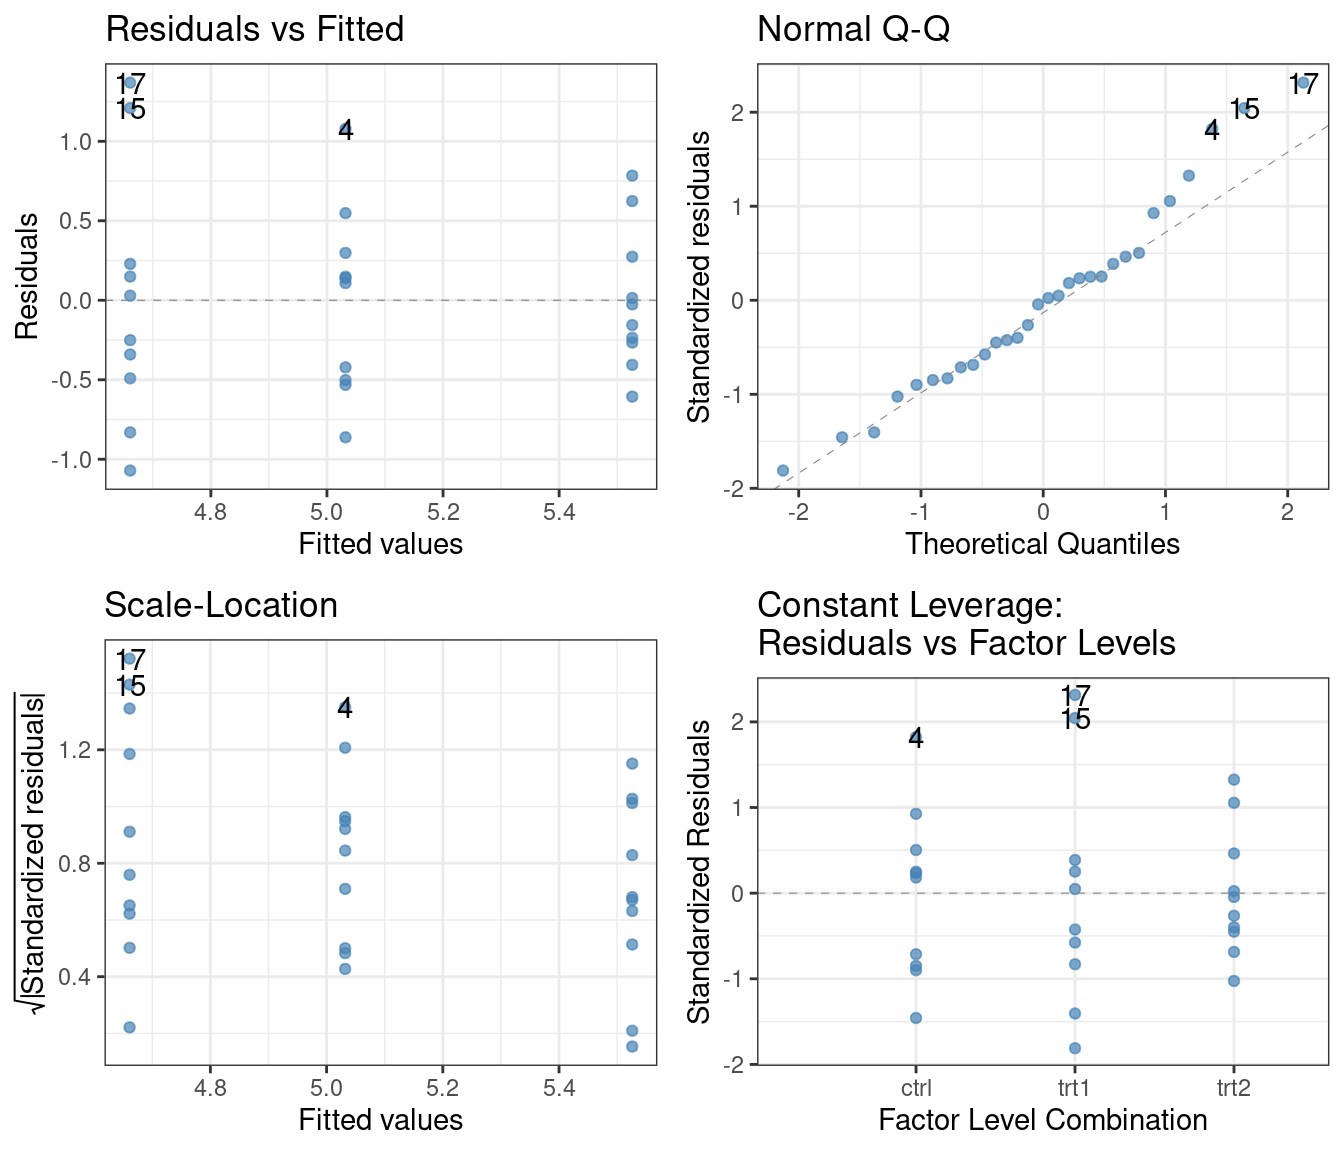 Residuals vs Fitted
17
15
4
1.0
0.5
0.0
-0.5
-1.0
Residuals
4.8 5.0 5.2 5.4
Fitted values
Normal Q-Q
17
15
4
2
1
0
-1
-2
Standardized residuals
-2 -1 0 1 2
Theoretical Quantiles
Scale-Location
17
15
4
1.2
0.8
0.4
√|Standardized residuals|
4.8 5.0 5.2 5.4
Fitted values
Constant Leverage:
Residuals vs Factor Levels
17
15
4
2
1
0
-1
-2
Standardized Residuals
ctrl trt1 trt2
Factor Level Combination